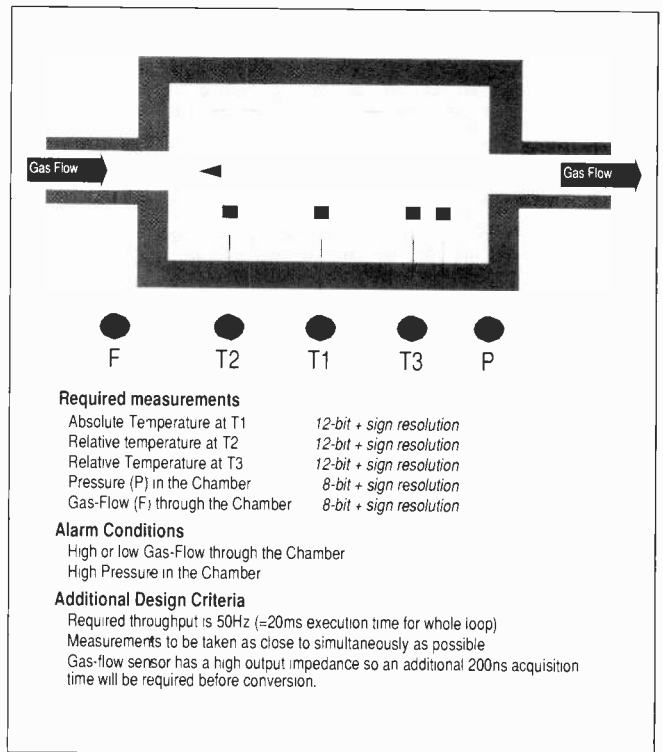 Gas Flow
Gas Flow
F T2 T1 T3 P
Required measurements
Absolute Temperature at T1 12-bit + sign resolution
Relative temperature at T2 12-bit + sign resolution
Relative Temperature at T3 12-bit + sign resolution
Pressure (P) in the Chamber 8-bit + sign resolution
Gas-Flow (F) through the Chamber 8-bit + sign resolution
Alarm Conditions
High or low Gas-Flow through the Chamber
High Pressure in the Chamber
Additional Design Criteria
Required throughput is 50Hz (=20ms execution time for whole loop)
Measurements to be taken as close to simultaneously as possible
Gas-flow sensor has a high output impedance so an additional 200ns acquisition
time will be required before conversion.